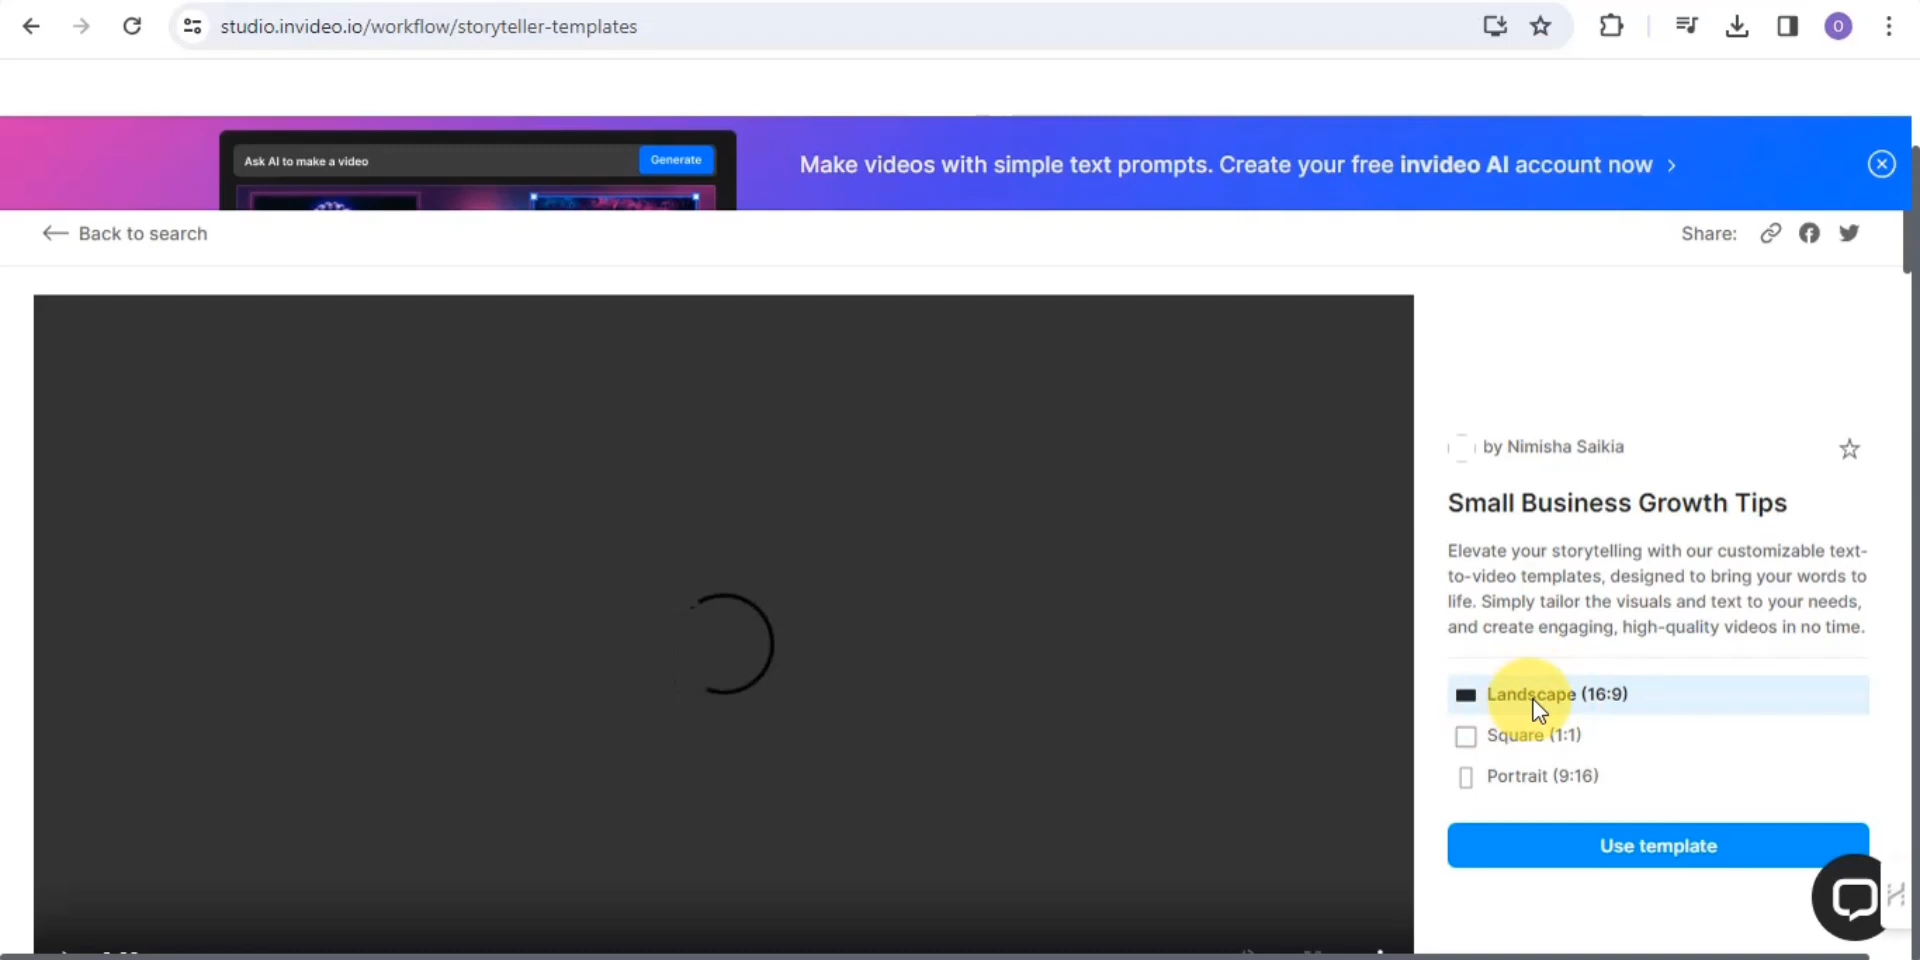 studio.invideo.io/workflow/storyteller-templates
O
Ask AI to make a video
Generate
Make videos with simple text prompts. Create your free invideo AI account now
Back to search
Share:
by Nimisha Saikia
Small Business Growth Tips
Elevate your storytelling with our customizable text-
to-video templates, designed to bring your words to
life. Simply tailor the visuals and text to your needs,
and create engaging, high-quality videos in no time.
Landscape (16:9)
Square (1:1)
Portrait (9:16)
Use template